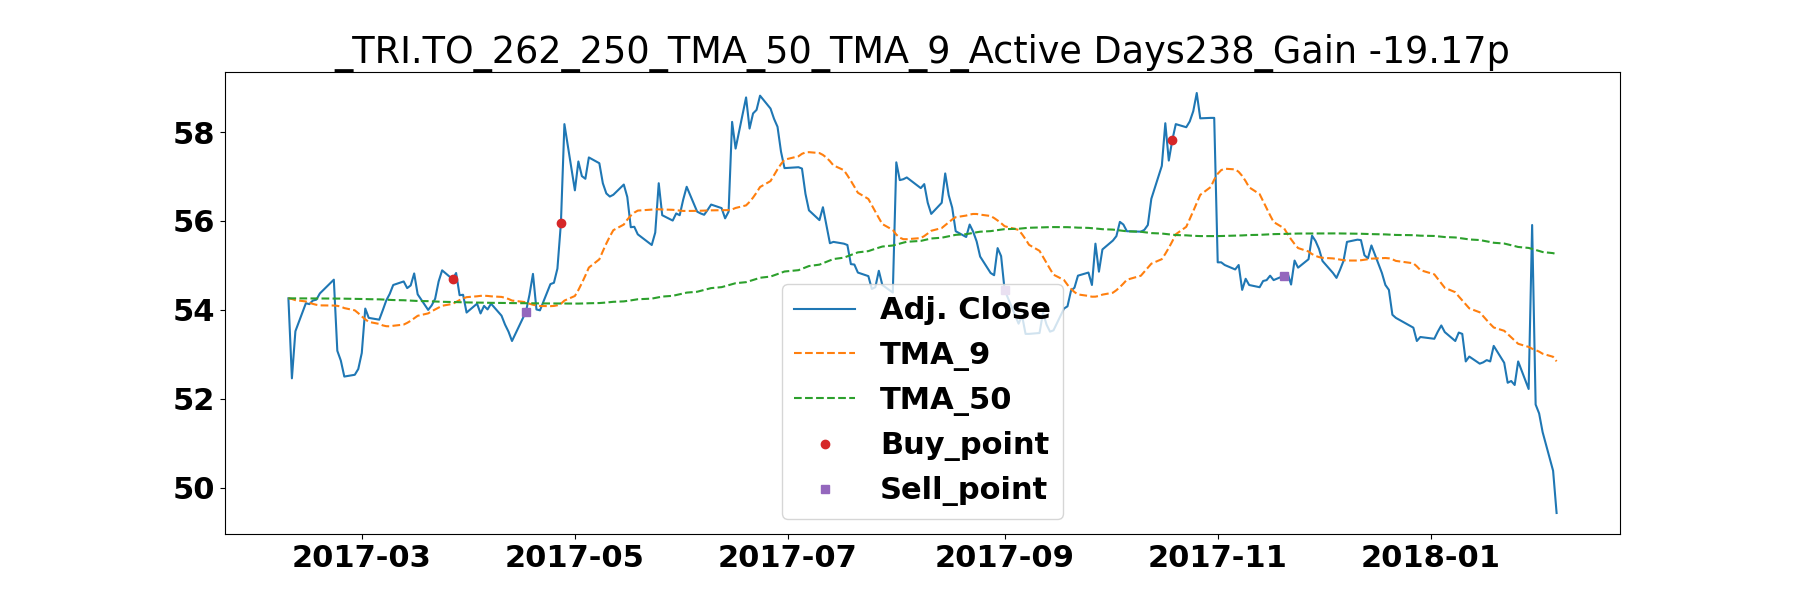 _TRI.TO_262_250_TMA_50_TMA_9_Active Days238_Gain -19.17p
58
56
54
52
50
Adj. Close
TMA_9
TMA_50
Buy_point
Sell_point
2017-03 2017-05 2017-07 2017-09 2017-11 2018-01